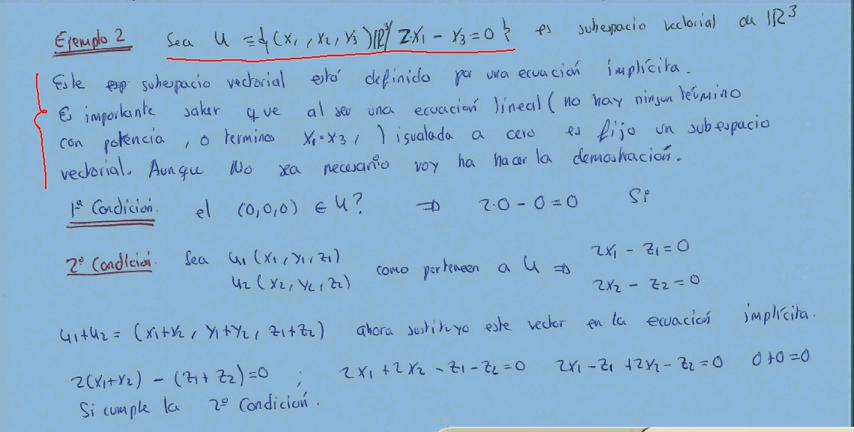 Ejemplo 2 Sea U = {(x₁, x₂, x₃) ℝ³/ 2x₁ - x₃ = 0} es subespacio vectorial de ℝ³
Este subespacio vectorial está definido por una ecuación implícita.
Es importante saber que al ser una ecuación lineal (no hay ningun término
con potencia, o termino x₁·x₃, ) igualada a cero es fijo un subespacio
vectorial. Aunque No sea necesario voy ha hacer la demostración.
1ª Condición. el (0,0,0) ∈ U? ⇒ 2·0 - 0 = 0 Si
2º Condición. Sea u₁(x₁, y₁, z₁) como pertenecen a U ⇒ 2x₁ - z₁ = 0
u₂(x₂, y₂, z₂) 2x₂ - z₂ = 0
u₁+u₂ = (x₁+x₂, y₁+y₂, z₁+z₂) ahora sustituyo este vector en la ecuación implícita.
2(x₁+x₂) - (z₁+z₂) = 0 ; 2x₁ + 2x₂ - z₁ - z₂ = 0 2x₁ - z₁ + 2x₂ - z₂ = 0 0+0=0
Si cumple la 2º Condición.